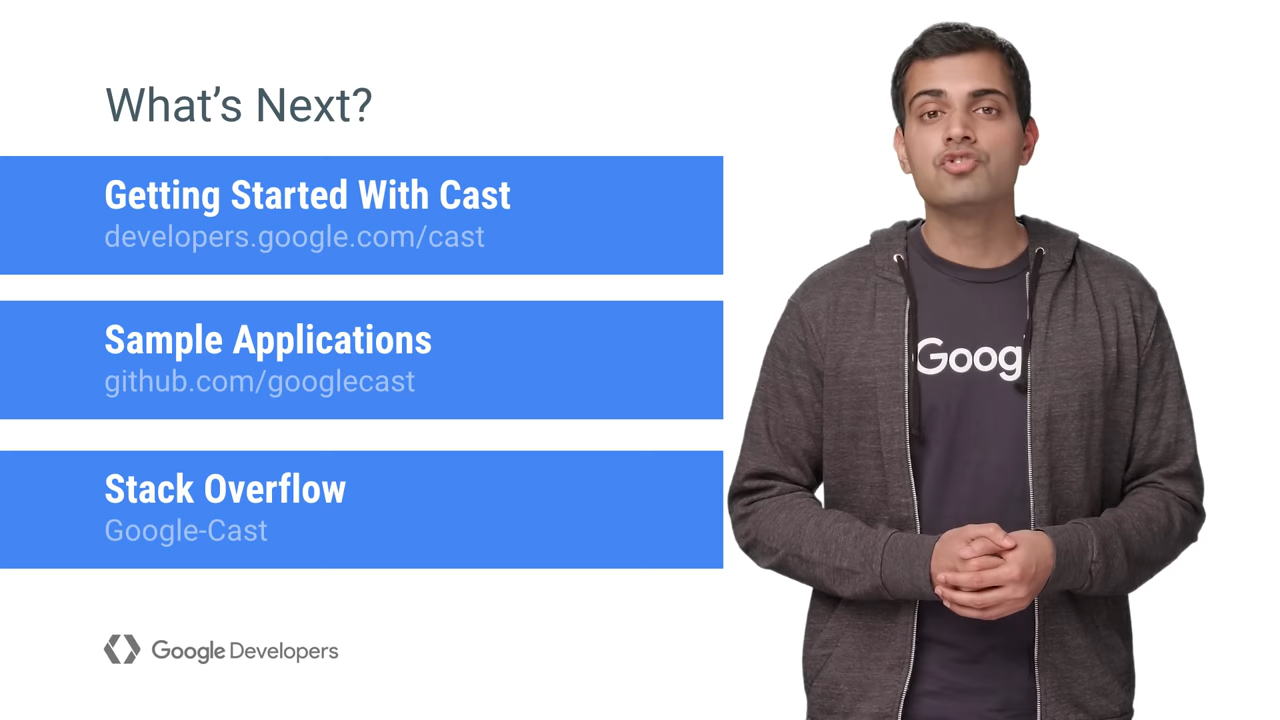 What's Next?
Getting Started With Cast
developers.google.com/cast
Sample Applications
github.com/googlecast
Stack Overflow
Google-Cast
Google Developers
Goog